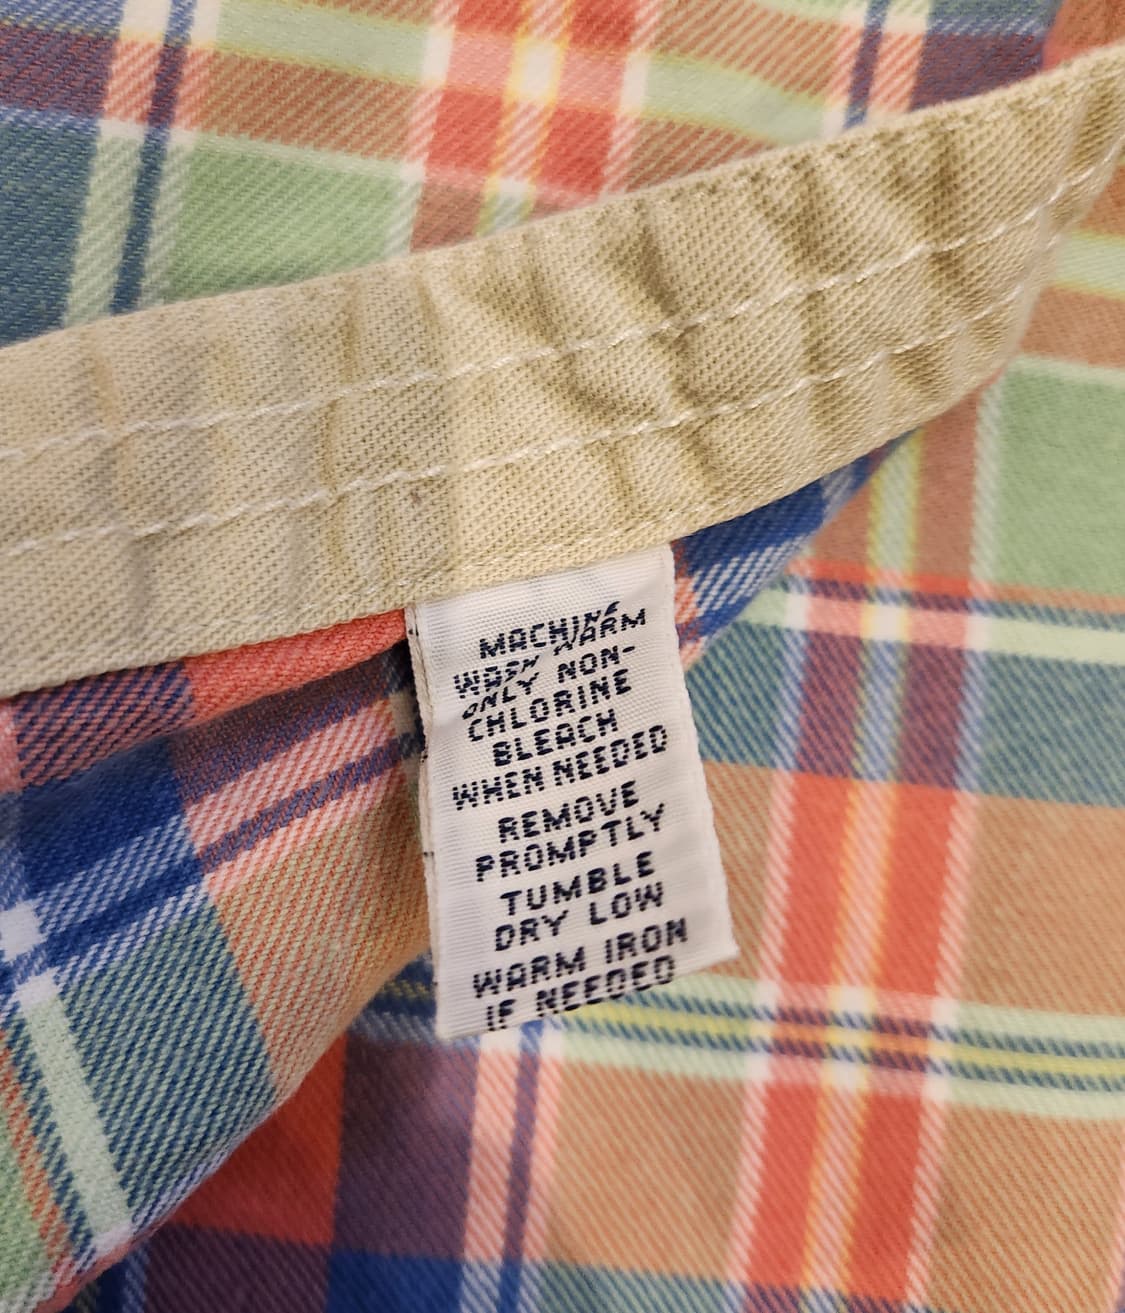 MACHINE
WASH WARM
ONLY NON-
CHLORINE
BLEACH
WHEN NEEDED
REMOVE
PROMPTLY
TUMBLE
DRY LOW
WARM IRON
IF NEEDED